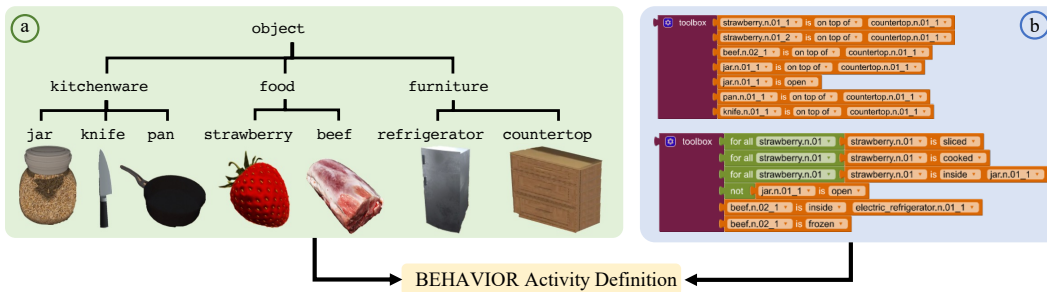 a
object
kitchenware food furniture
jar knife pan strawberry beef refrigerator countertop
b
toolbox strawberry.n.01_1 is on top of countertop.n.01_1
strawberry.n.01_2 is on top of countertop.n.01_1
beef.n.02_1 is on top of countertop.n.01_1
jar.n.01_1 is on top of countertop.n.01_1
jar.n.01_1 is open
pan.n.01_1 is on top of countertop.n.01_1
knife.n.01_1 is on top of countertop.n.01_1
toolbox for all strawberry.n.01 strawberry.n.01 is sliced
for all strawberry.n.01 strawberry.n.01 is cooked
for all strawberry.n.01 strawberry.n.01 is inside jar.n.01_1
not jar.n.01_1 is open
beef.n.02_1 is inside electric_refrigerator.n.01_1
beef.n.02_1 is frozen
BEHAVIOR Activity Definition